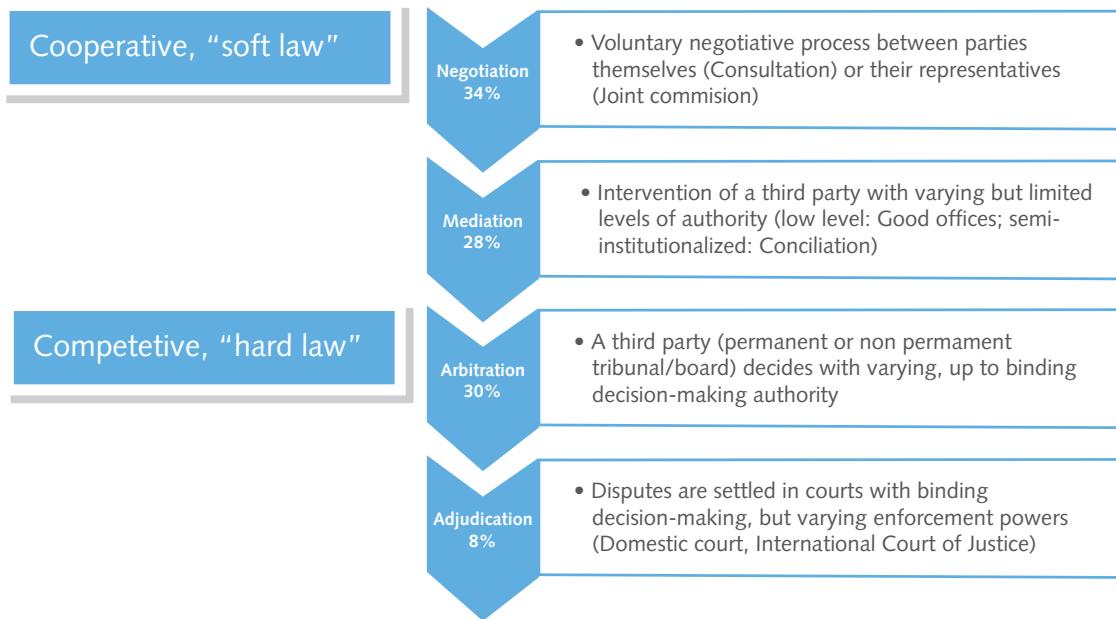 Cooperative, “soft law”
Negotiation
34%
• Voluntary negotiative process between parties
themselves (Consultation) or their representatives
(Joint commision)
Mediation
28%
• Intervention of a third party with varying but limited
levels of authority (low level: Good offices; semi-
institutionalized: Conciliation)
Competetive, “hard law”
Arbitration
30%
• A third party (permanent or non permament
tribunal/board) decides with varying, up to binding
decision-making authority
Adjudication
8%
• Disputes are settled in courts with binding
decision-making, but varying enforcement powers
(Domestic court, International Court of Justice)